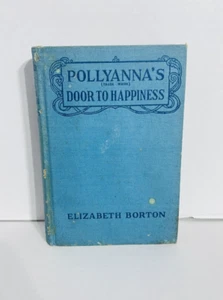 POLLYANNA'S
DOOR TO HAPPINESS
ELIZABETH BORTON